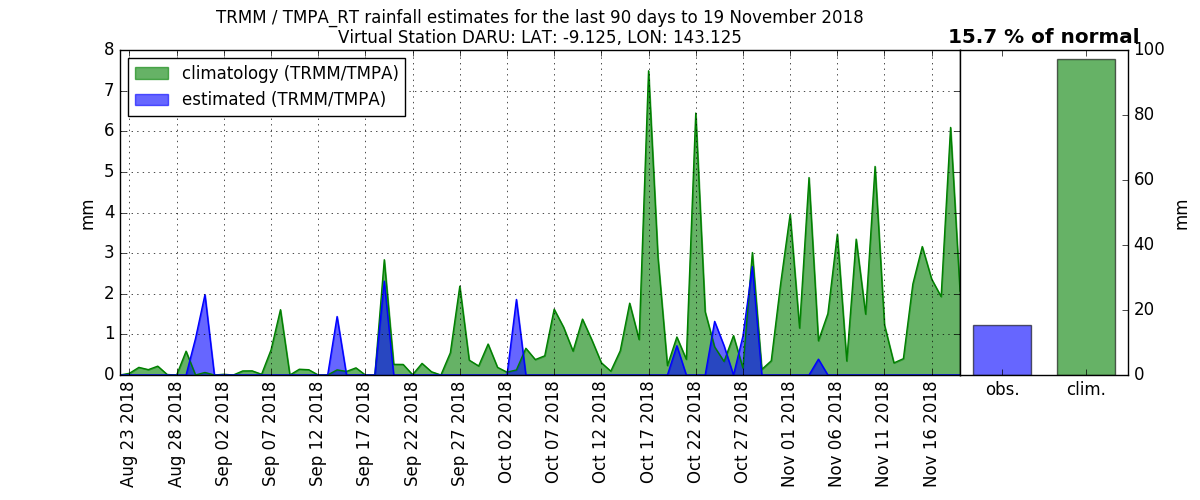 TRMM / TMPA_RT rainfall estimates for the last 90 days to 19 November 2018
Virtual Station DARU: LAT: -9.125, LON: 143.125
15.7 % of normal
climatology (TRMM/TMPA)
estimated (TRMM/TMPA)
8
7
6
5
4
3
2
1
0
mm
100
80
60
40
20
0
mm
Aug 23 2018
Aug 28 2018
Sep 02 2018
Sep 07 2018
Sep 12 2018
Sep 17 2018
Sep 22 2018
Sep 27 2018
Oct 02 2018
Oct 07 2018
Oct 12 2018
Oct 17 2018
Oct 22 2018
Oct 27 2018
Nov 01 2018
Nov 06 2018
Nov 11 2018
Nov 16 2018
obs.
clim.